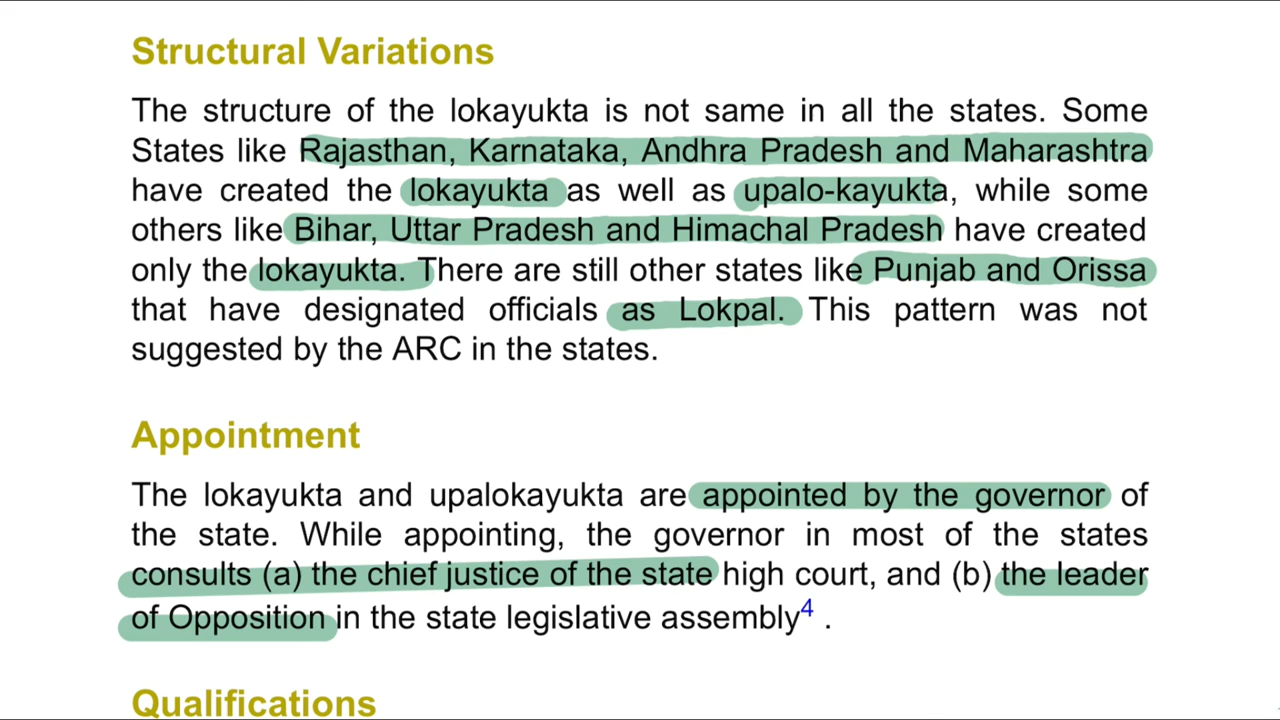 Structural Variations
The structure of the lokayukta is not same in all the states. Some
States like Rajasthan, Karnataka, Andhra Pradesh and Maharashtra
have created the lokayukta as well as upalo-kayukta, while some
others like Bihar, Uttar Pradesh and Himachal Pradesh have created
only the lokayukta. There are still other states like Punjab and Orissa
that have designated officials as Lokpal. This pattern was not
suggested by the ARC in the states.
Appointment
The lokayukta and upalokayukta are appointed by the governor of
the state. While appointing, the governor in most of the states
consults (a) the chief justice of the state high court, and (b) the leader
of Opposition in the state legislative assembly4 .
Qualifications